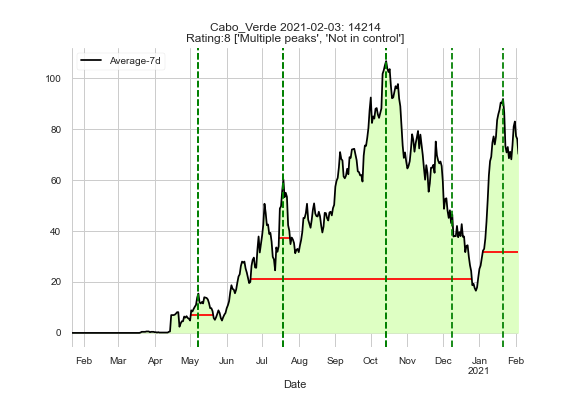 Cabo_Verde 2021-02-03: 14214
Rating:8 ['Multiple peaks', 'Not in control']
Average-7d
100
80
60
40
20
0
Feb Mar Apr May Jun Jul Aug Sep Oct Nov Dec Jan Feb
2021
Date